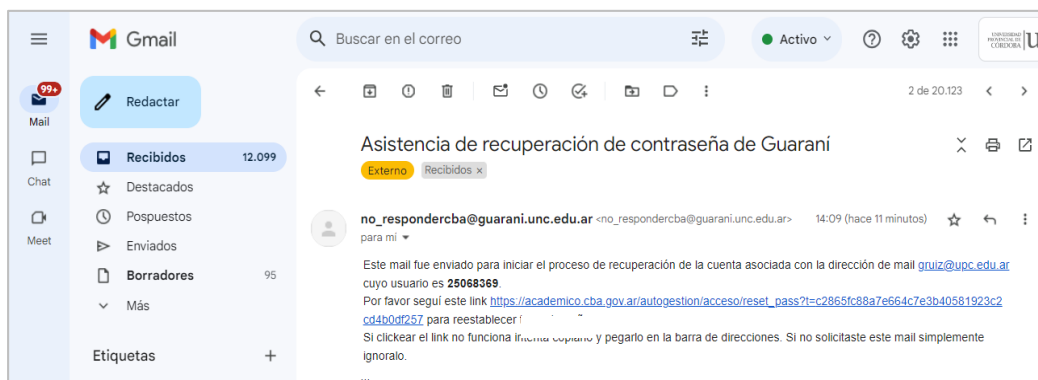 Gmail
Buscar en el correo
Activo
UNIVERSIDAD
PROVINCIAL DE
CÓRDOBA
99+
Mail
Redactar
2 de 20.123
Asistencia de recuperación de contraseña de Guaraní
Recibidos 12.099
Externo Recibidos ×
Chat
Destacados
Pospuestos
no_respondercba@guarani.unc.edu.ar <no_respondercba@guarani.unc.edu.ar> 14:09 (hace 11 minutos)
para mí
Meet
Enviados
Este mail fue enviado para iniciar el proceso de recuperación de la cuenta asociada con la dirección de mail gruiz@upc.edu.ar
cuyo usuario es 25068369.
Borradores 95
Por favor seguí este link https://academico.cba.gov.ar/autogestion/acceso/reset_pass?t=c2865fc88a7e664c7e3b40581923c2
cd4b0df257 para reestablecer
Más
Si clickear el link no funciona intenta copiarlo y pegarlo en la barra de direcciones. Si no solicitaste este mail simplemente
ignoralo.
Etiquetas +
...